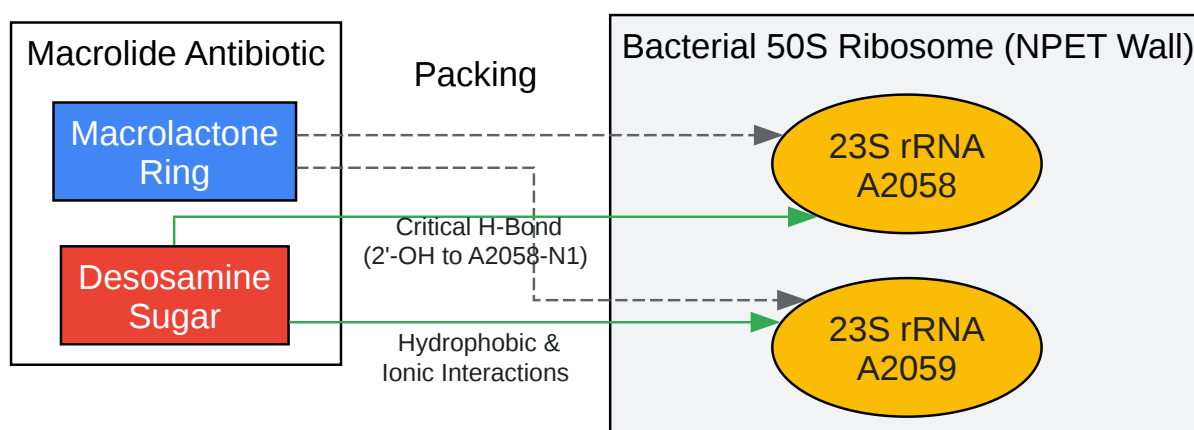 Macrolide Antibiotic
Macrolactone
Ring
Desosamine
Sugar
Packing
Critical H-Bond
(2'-OH to A2058-N1)
Hydrophobic &
Ionic Interactions
Bacterial 50S Ribosome (NPET Wall)
23S rRNA
A2058
23S rRNA
A2059